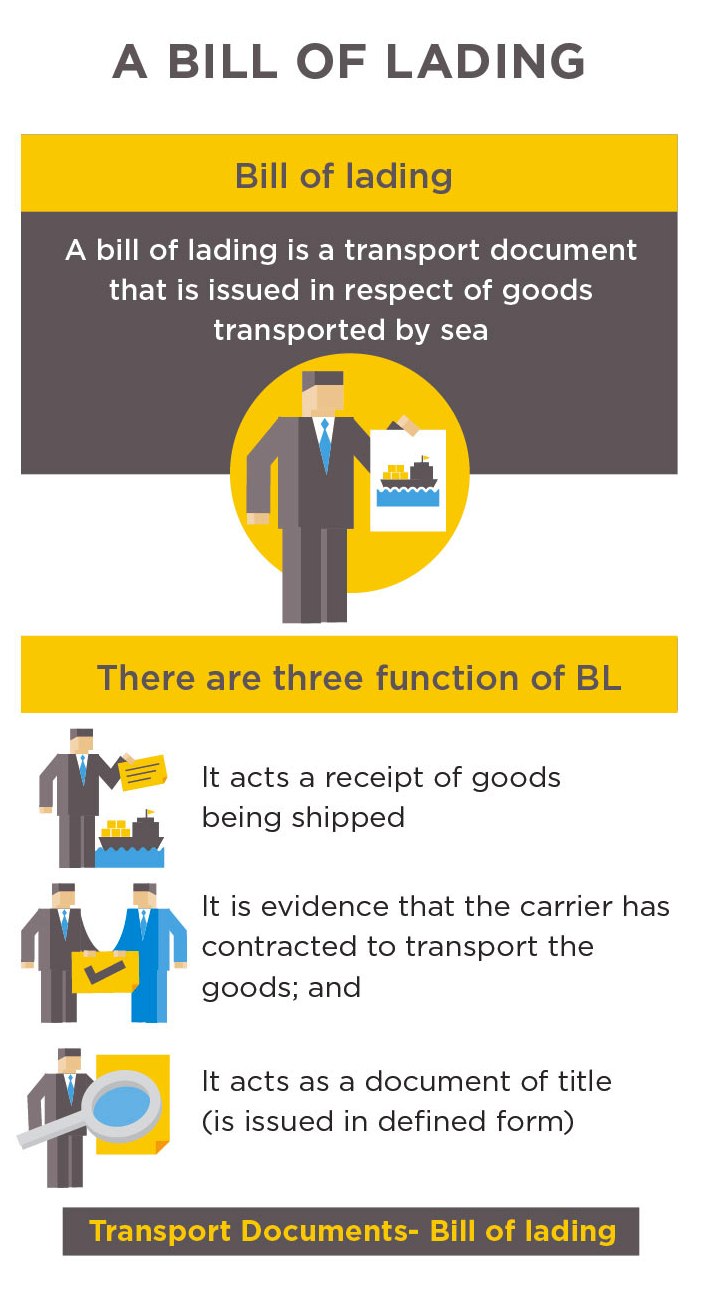 A BILL OF LADING
Bill of lading
A bill of lading is a transport document
that is issued in respect of goods
transported by sea
There are three function of BL
It acts a receipt of goods
being shipped
It is evidence that the carrier has
contracted to transport the
goods; and
It acts as a document of title
(is issued in defined form)
Transport Documents- Bill of lading